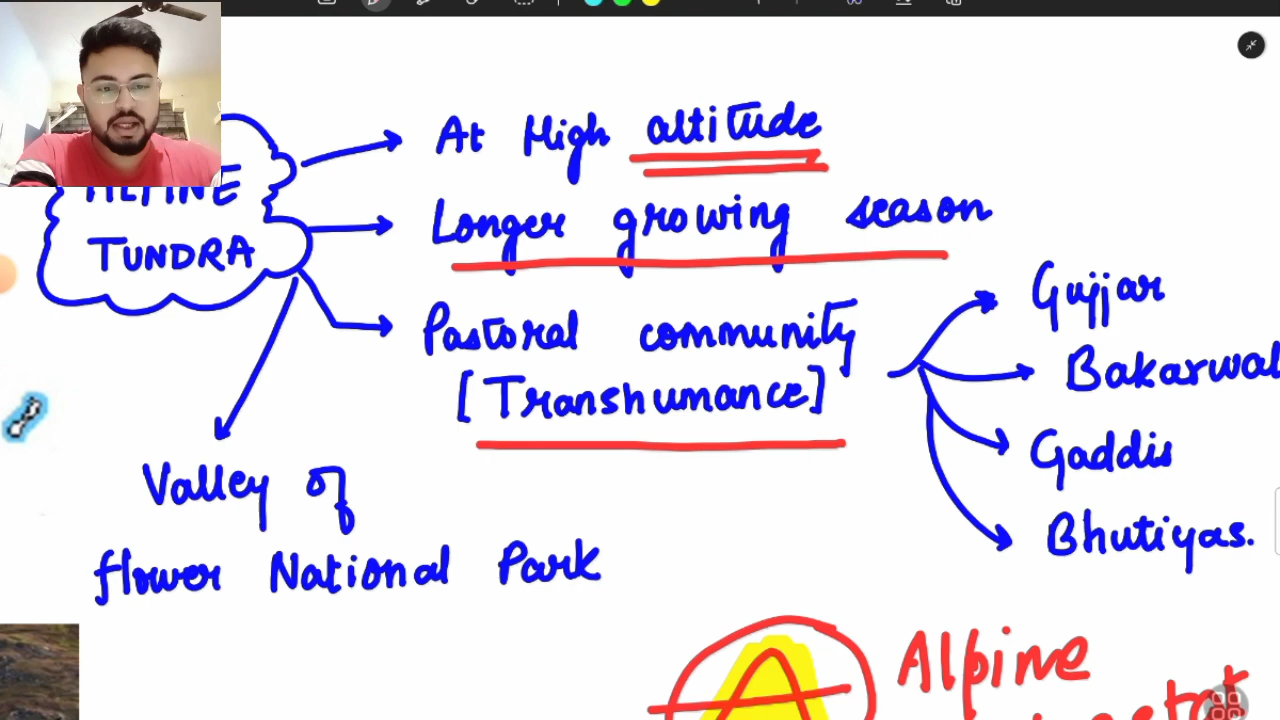 ALPINE
TUNDRA
At High altitude
Longer growing season
Pastoral community
[Transhumance]
Gujjar
Bakarwal
Gaddis
Bhutiyas.
Valley of
flower National Park
Alpine